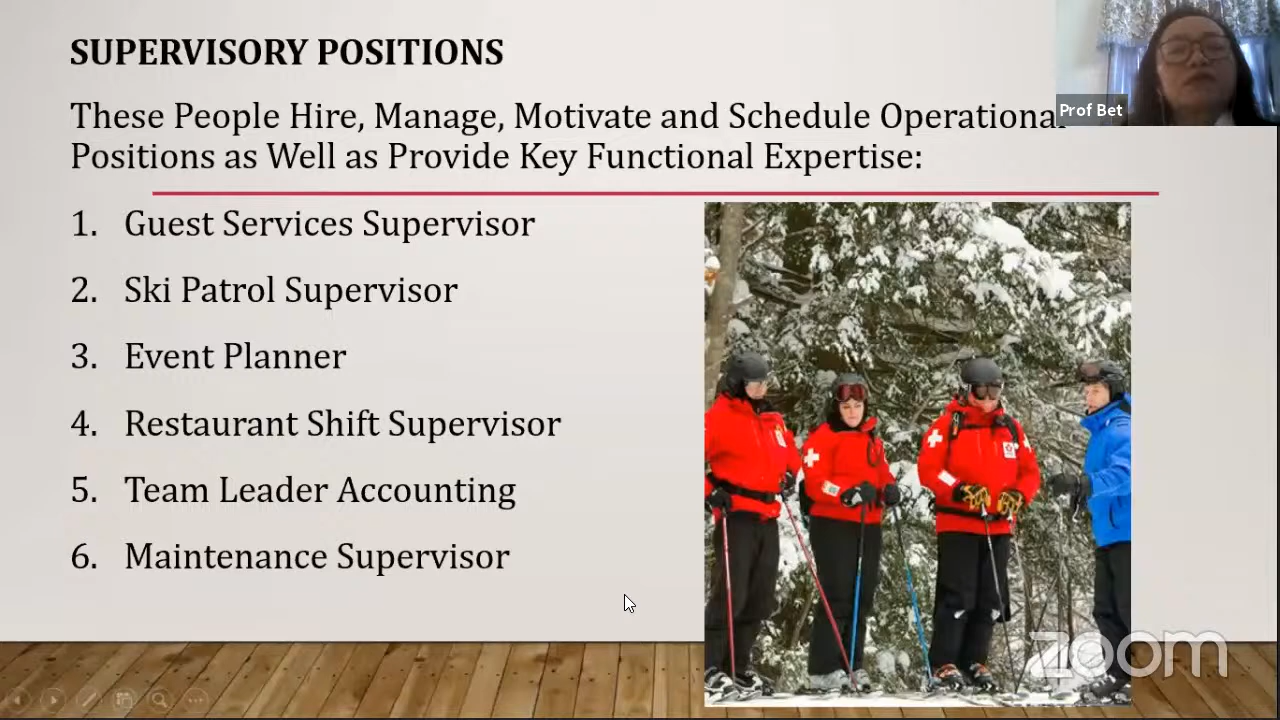 SUPERVISORY POSITIONS
These People Hire, Manage, Motivate and Schedule Operational
Positions as Well as Provide Key Functional Expertise:
1. Guest Services Supervisor
2. Ski Patrol Supervisor
3. Event Planner
4. Restaurant Shift Supervisor
5. Team Leader Accounting
6. Maintenance Supervisor
Prof Bet
zoom